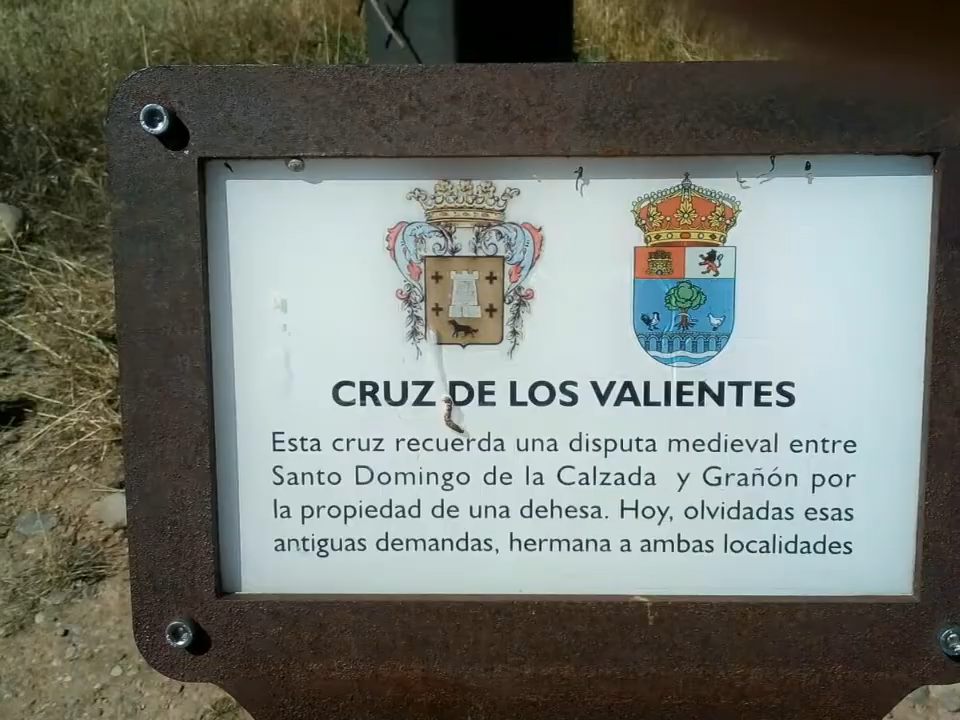 CRUZ DE LOS VALIENTES
Esta cruz recuerda una disputa medieval entre
Santo Domingo de la Calzada y Grañón por
la propiedad de una dehesa. Hoy, olvidadas esas
antiguas demandas, hermana a ambas localidades